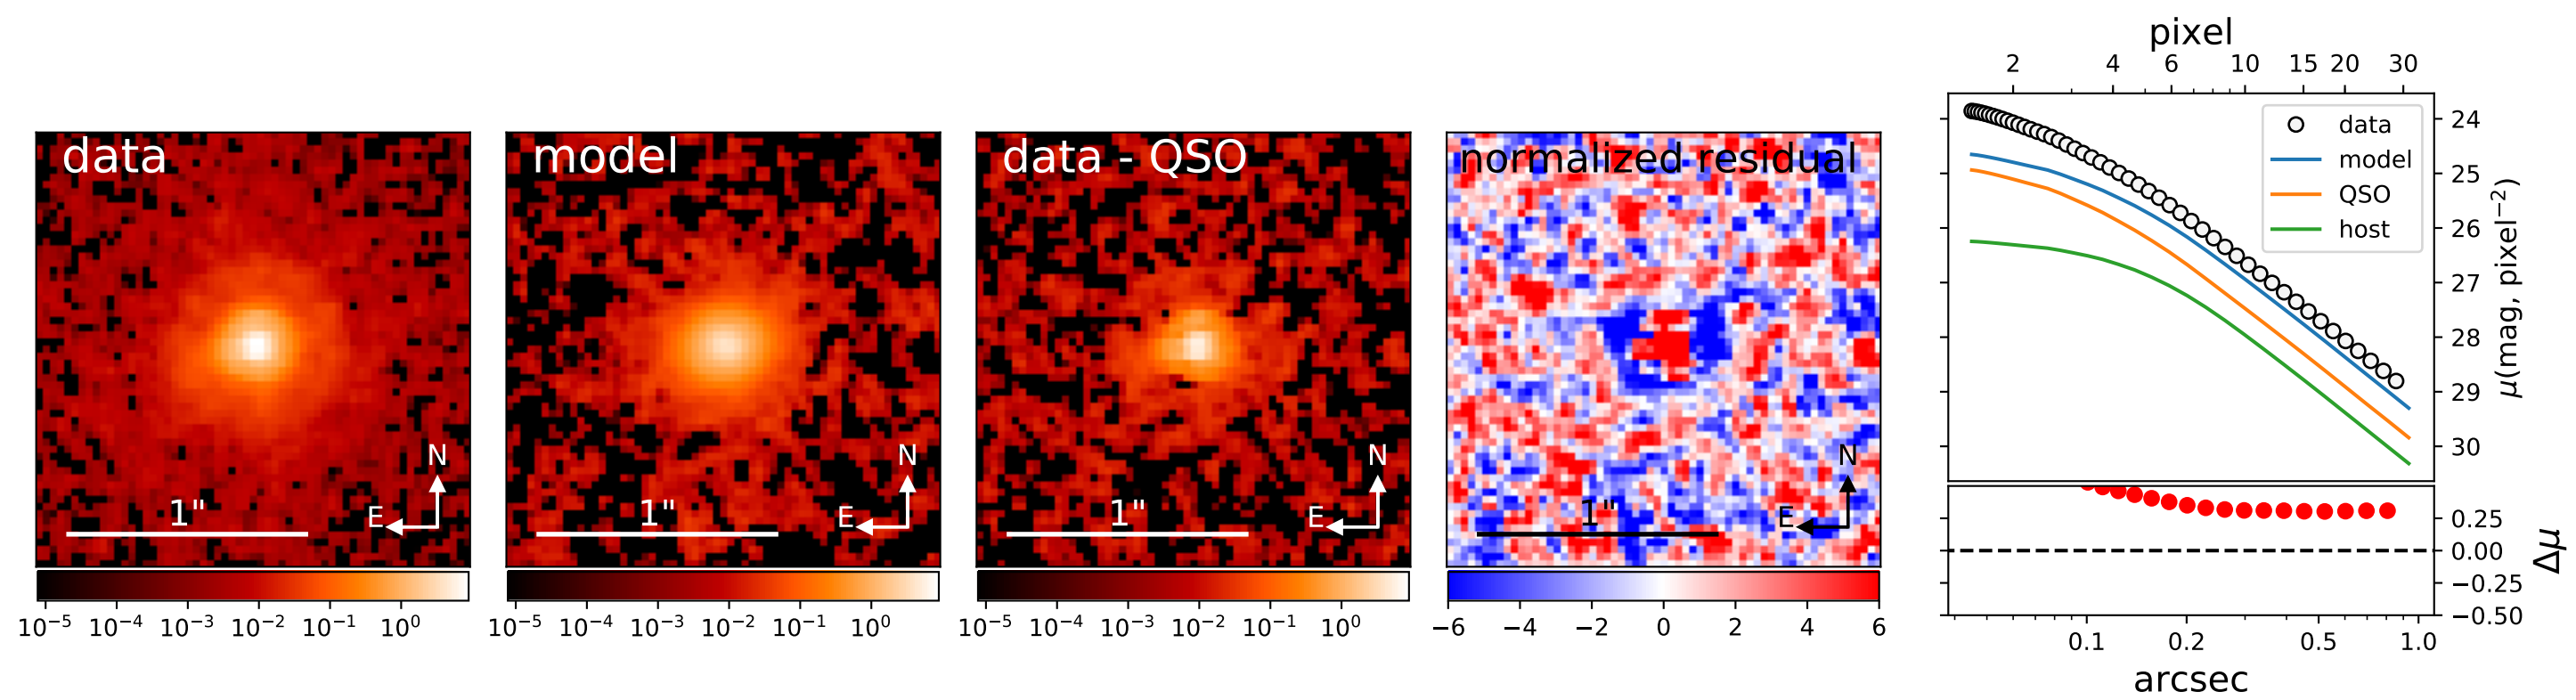 data
1"
N
E
10⁻⁵ 10⁻⁴ 10⁻³ 10⁻² 10⁻¹ 10⁰
model
1"
N
E
10⁻⁵ 10⁻⁴ 10⁻³ 10⁻² 10⁻¹ 10⁰
data - QSO
1"
N
E
10⁻⁵ 10⁻⁴ 10⁻³ 10⁻² 10⁻¹ 10⁰
normalized residual
1"
N
E
−6 −4 −2 0 2 4 6
pixel
2 4 6 10 15 20 30
data
model
QSO
host
24
25
26
27
28
29
30
μ(mag, pixel⁻²)
0.25
0.00
−0.25
−0.50
Δμ
0.1 0.2 0.5 1.0
arcsec